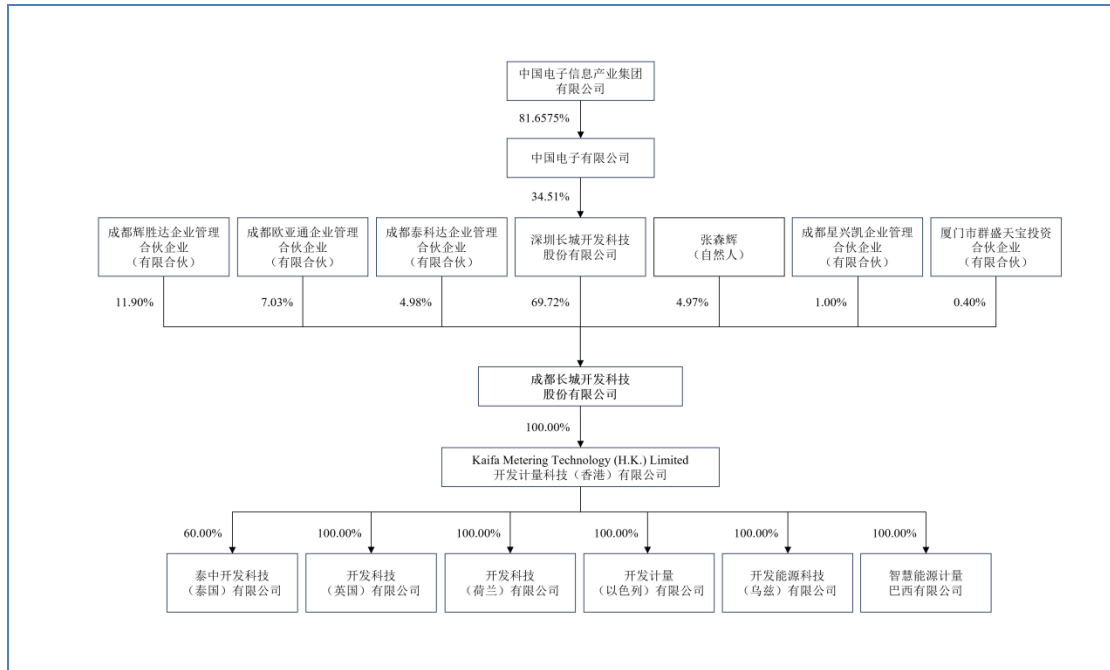 中国电子信息产业集团
有限公司
81.6575%
中国电子有限公司
34.51%
成都辉胜达企业管理
合伙企业
（有限合伙）
成都欧亚通企业管理
合伙企业
（有限合伙）
成都泰科达企业管理
合伙企业
（有限合伙）
深圳长城开发科技
股份有限公司
张森辉
（自然人）
成都星兴凯企业管理
合伙企业
（有限合伙）
厦门市群盛天宝投资
合伙企业
（有限合伙）
11.90%
7.03%
4.98%
69.72%
4.97%
1.00%
0.40%
成都长城开发科技
股份有限公司
100.00%
Kaifa Metering Technology (H.K.) Limited
开发计量科技（香港）有限公司
60.00%
100.00%
100.00%
100.00%
100.00%
100.00%
泰中开发科技
（泰国）有限公司
开发科技
（英国）有限公司
开发科技
（荷兰）有限公司
开发计量
（以色列）有限公司
开发能源科技
（乌兹）有限公司
智慧能源计量
巴西有限公司